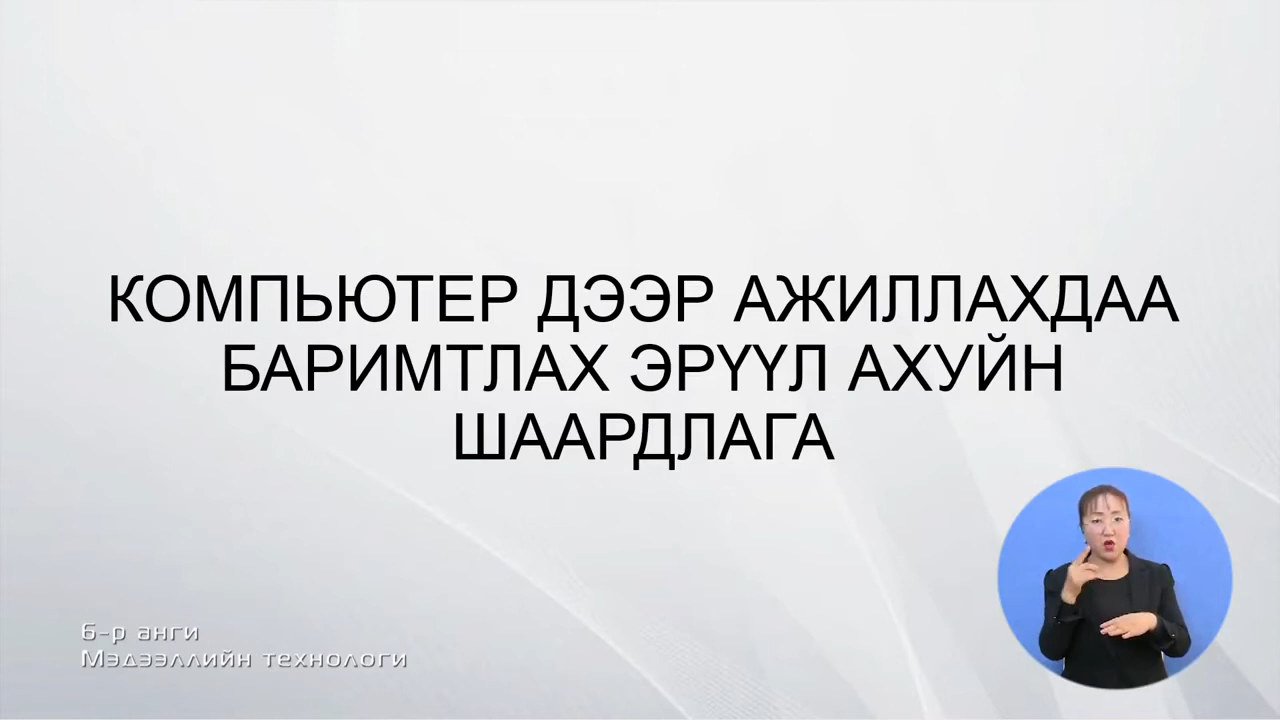 КОМПЬЮТЕР ДЭЭР АЖИЛЛАХДАА
БАРИМТЛАХ ЭРҮҮЛ АХУЙН
ШААРДЛАГА
6-р анги
Мэдээллийн технологи